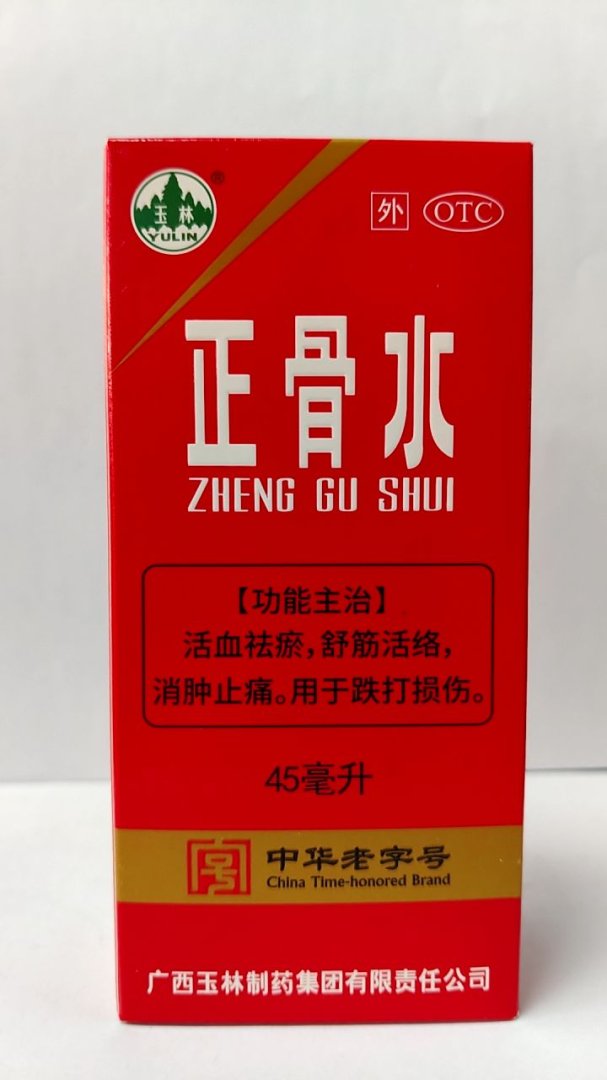 玉林
YULIN
®
外 OTC
正骨水
ZHENG GU SHUI
【功能主治】
活血祛瘀,舒筋活络,
消肿止痛。用于跌打损伤。
45毫升
中华老字号
China Time-honored Brand
广西玉林制药集团有限责任公司